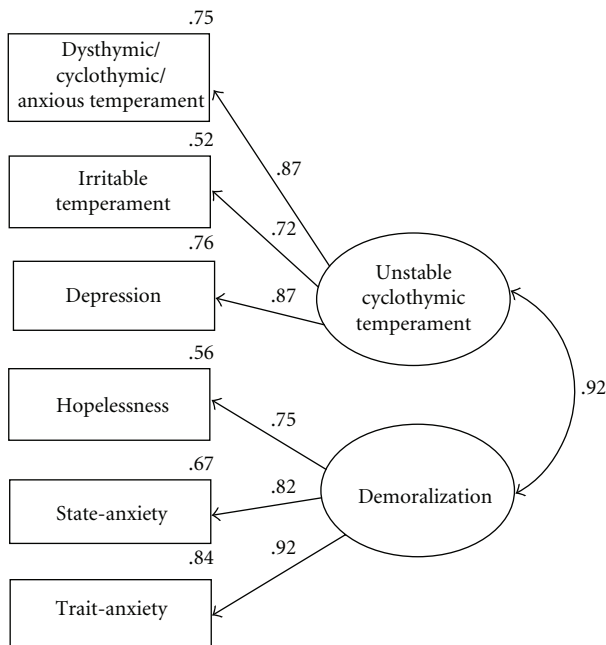 .75
Dysthymic/
cyclothymic/
anxious temperament
.52
.87
Irritable
temperament
.72
.76
Unstable
cyclothymic
temperament
Depression
.87
.56
.92
Hopelessness
.75
.67
.82
Demoralization
State-anxiety
.92
.84
Trait-anxiety